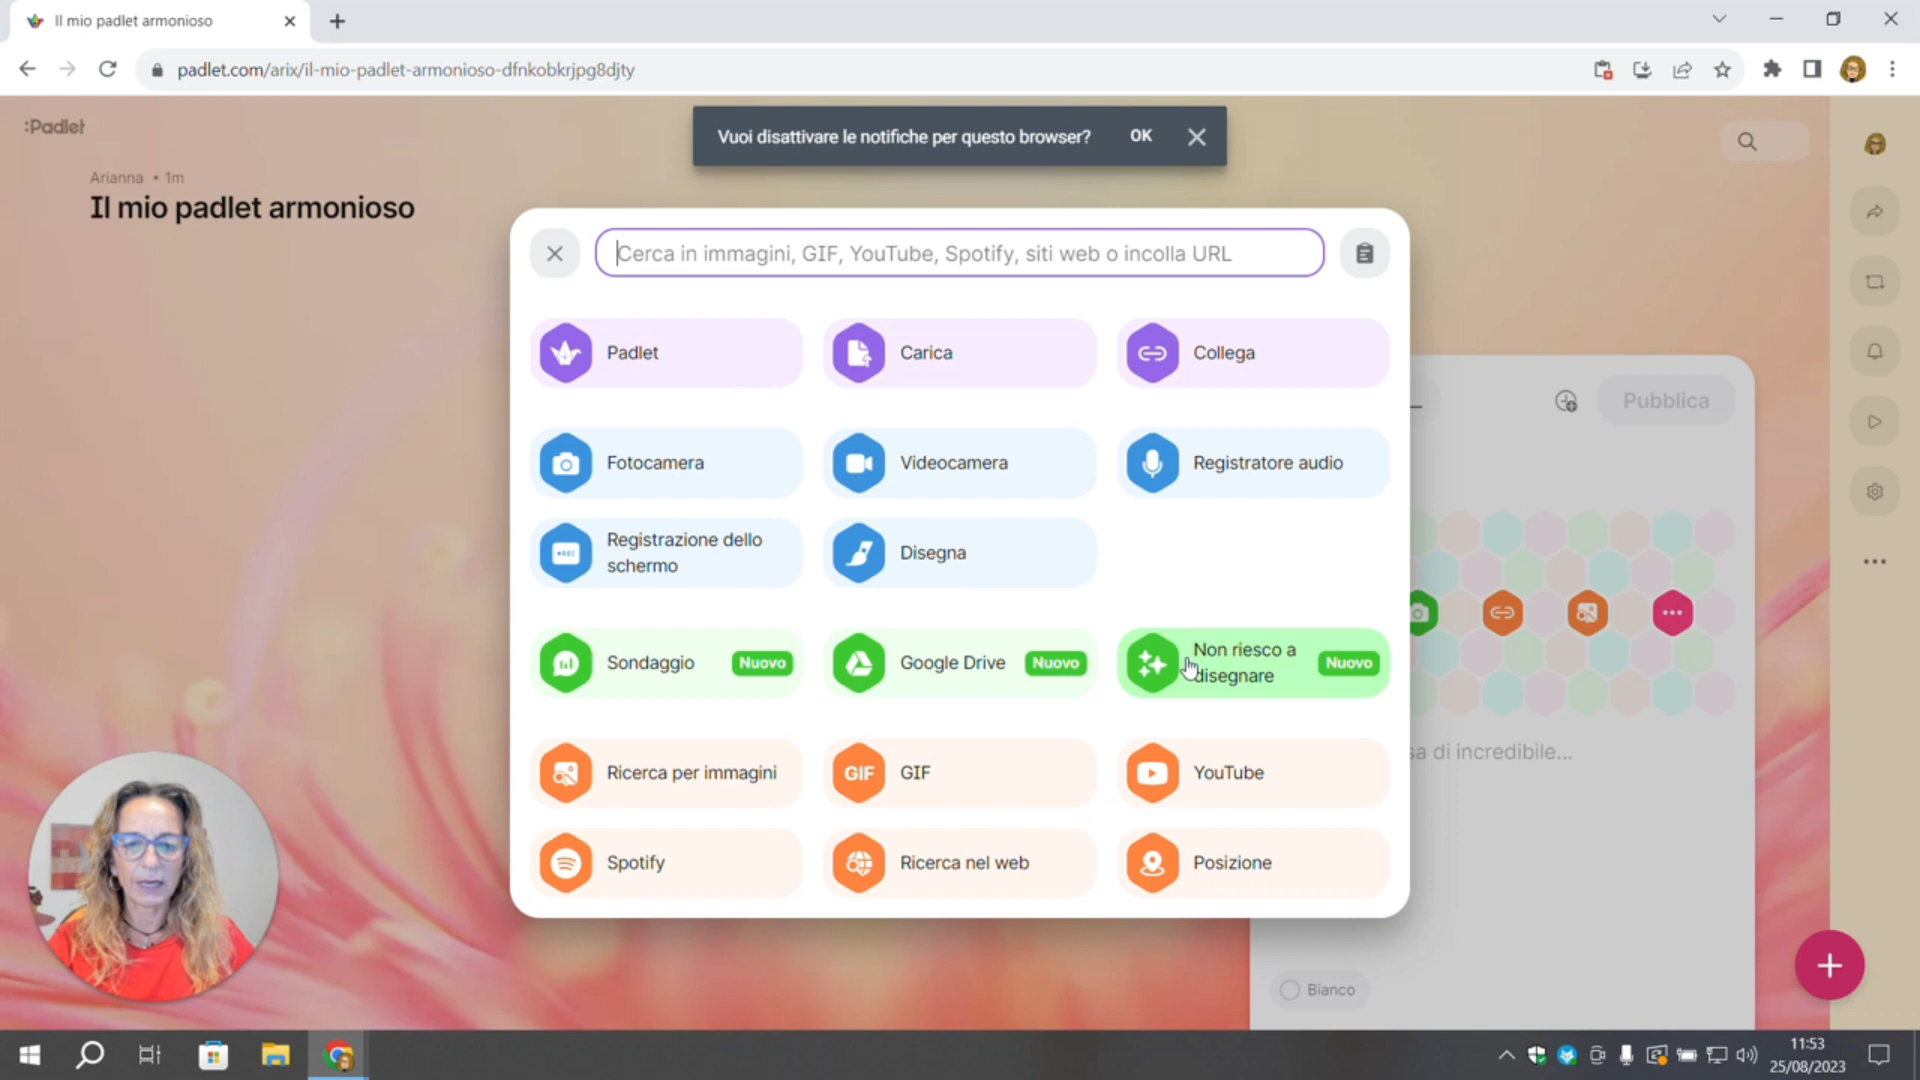 Il mio padlet armonioso
padlet.com/arix/il-mio-padlet-armonioso-dfnkobkrjpg8djty
:Padlet
Vuoi disattivare le notifiche per questo browser? OK
Arianna • 1m
Il mio padlet armonioso
Cerca in immagini, GIF, YouTube, Spotify, siti web o incolla URL
Padlet
Carica
Collega
Pubblica
Fotocamera
Videocamera
Registratore audio
Registrazione dello
schermo
Disegna
Sondaggio Nuovo
Google Drive Nuovo
Non riesco a
disegnare
Nuovo
sa di incredibile...
Ricerca per immagini
GIF GIF
YouTube
Spotify
Ricerca nel web
Posizione
Bianco
11:53
25/08/2023